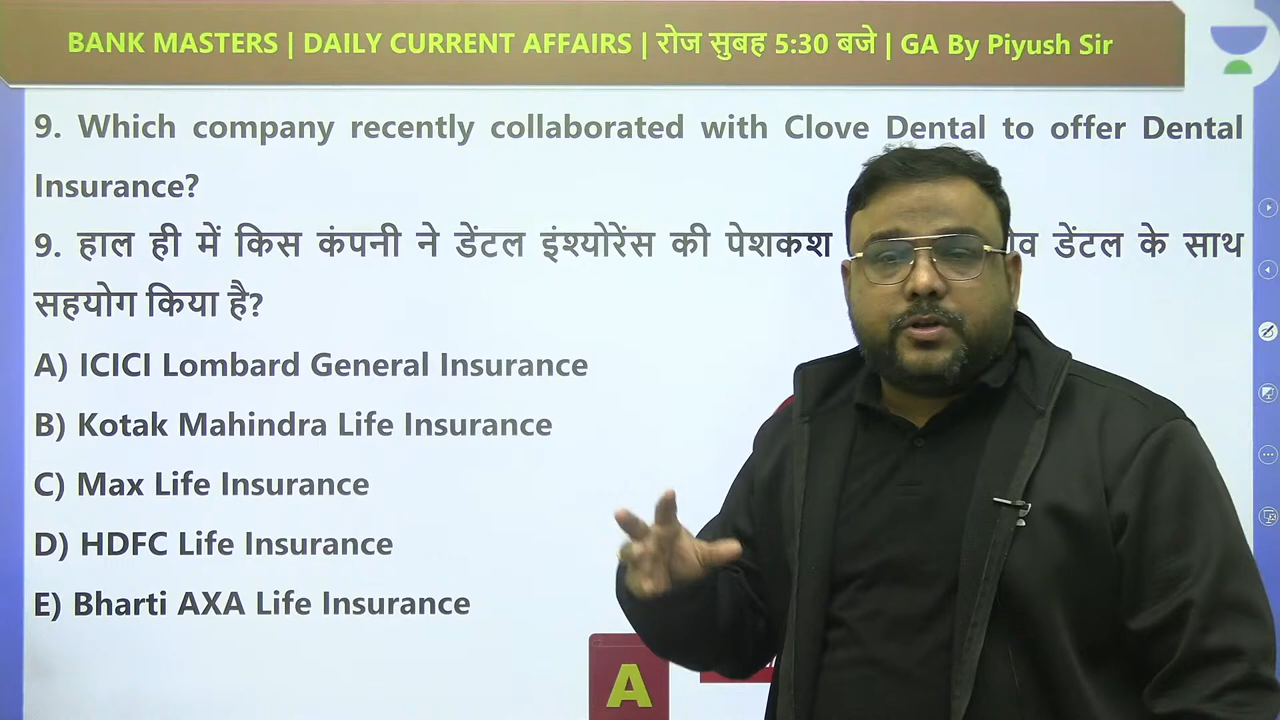 BANK MASTERS | DAILY CURRENT AFFAIRS | रोज सुबह 5:30 बजे | GA By Piyush Sir
9. Which company recently collaborated with Clove Dental to offer Dental
Insurance?
9. हाल ही में किस कंपनी ने डेंटल इंश्योरेंस की पेशकश डेंटल के साथ
सहयोग किया है?
A) ICICI Lombard General Insurance
B) Kotak Mahindra Life Insurance
C) Max Life Insurance
D) HDFC Life Insurance
E) Bharti AXA Life Insurance
A